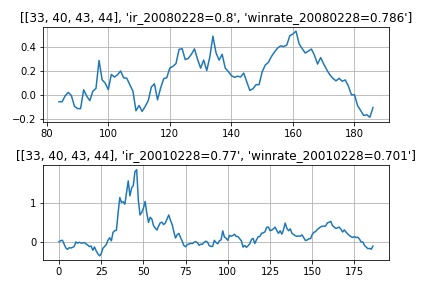 [[33, 40, 43, 44], 'ir_20080228=0.8', 'winrate_20080228=0.786']
0.4
0.2
0.0
−0.2
80 100 120 140 160 180
[[33, 40, 43, 44], 'ir_20010228=0.77', 'winrate_20010228=0.701']
1
0
0 25 50 75 100 125 150 175